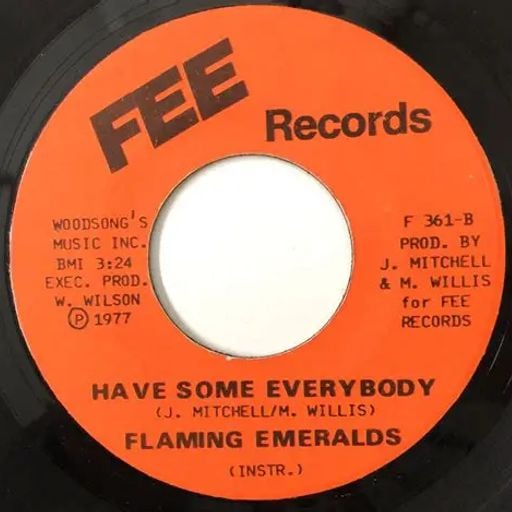 FEE
Records
WOODSONG'S
MUSIC INC.
BMI 3:24
EXEC. PROD.
W. WILSON
Ⓟ 1977
F 361-B
PROD. BY
J. MITCHELL
& M. WILLIS
for FEE
RECORDS
HAVE SOME EVERYBODY
(J. MITCHELL/M. WILLIS)
FLAMING EMERALDS
(INSTR.)